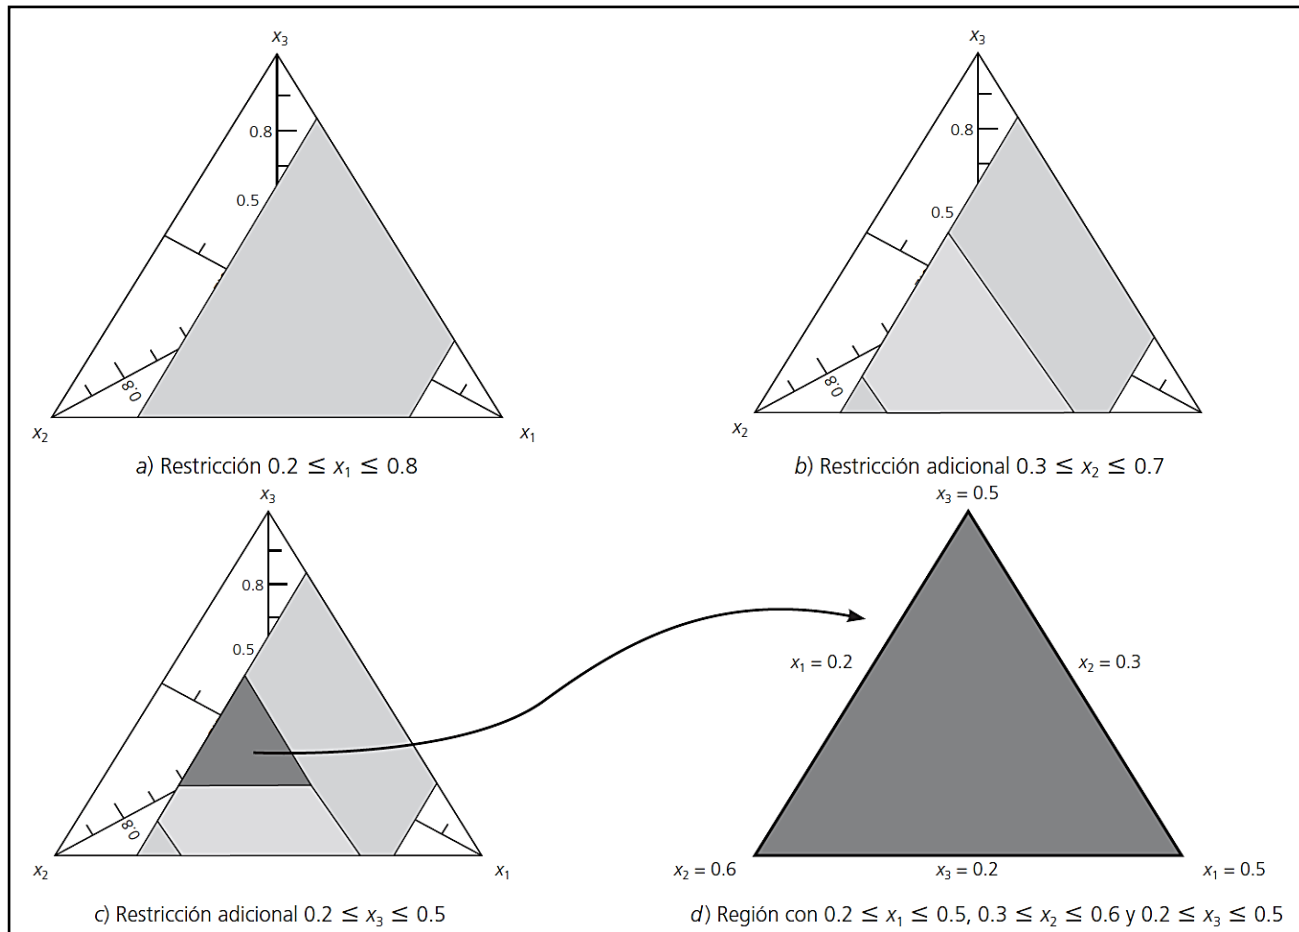 x₃
0.8
0.5
0.8
x₂
x₁
a) Restricción 0.2 ≤ x₁ ≤ 0.8
x₃
0.8
0.5
0.8
x₂
b) Restricción adicional 0.3 ≤ x₂ ≤ 0.7
x₃
0.8
0.5
0.8
x₂
x₁
c) Restricción adicional 0.2 ≤ x₃ ≤ 0.5
x₃ = 0.5
x₁ = 0.2
x₂ = 0.3
x₂ = 0.6
x₃ = 0.2
x₁ = 0.5
d) Región con 0.2 ≤ x₁ ≤ 0.5, 0.3 ≤ x₂ ≤ 0.6 y 0.2 ≤ x₃ ≤ 0.5